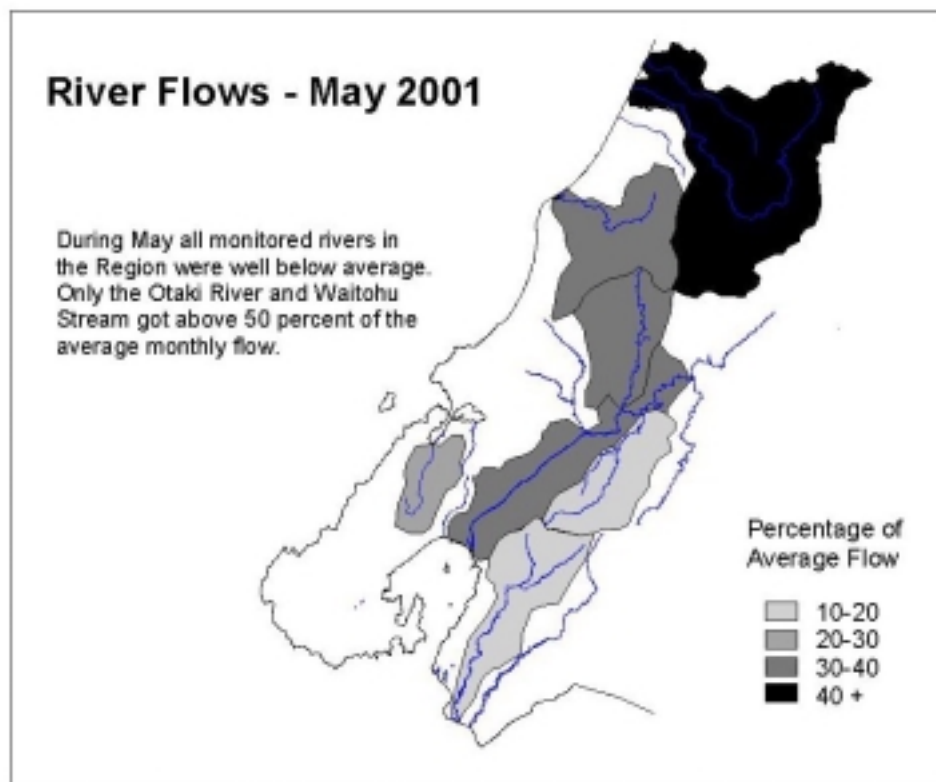 River Flows - May 2001
During May all monitored rivers in
the Region were well below average.
Only the Otaki River and Waitohu
Stream got above 50 percent of the
average monthly flow.
Percentage of
Average Flow
10-20
20-30
30-40
40 +